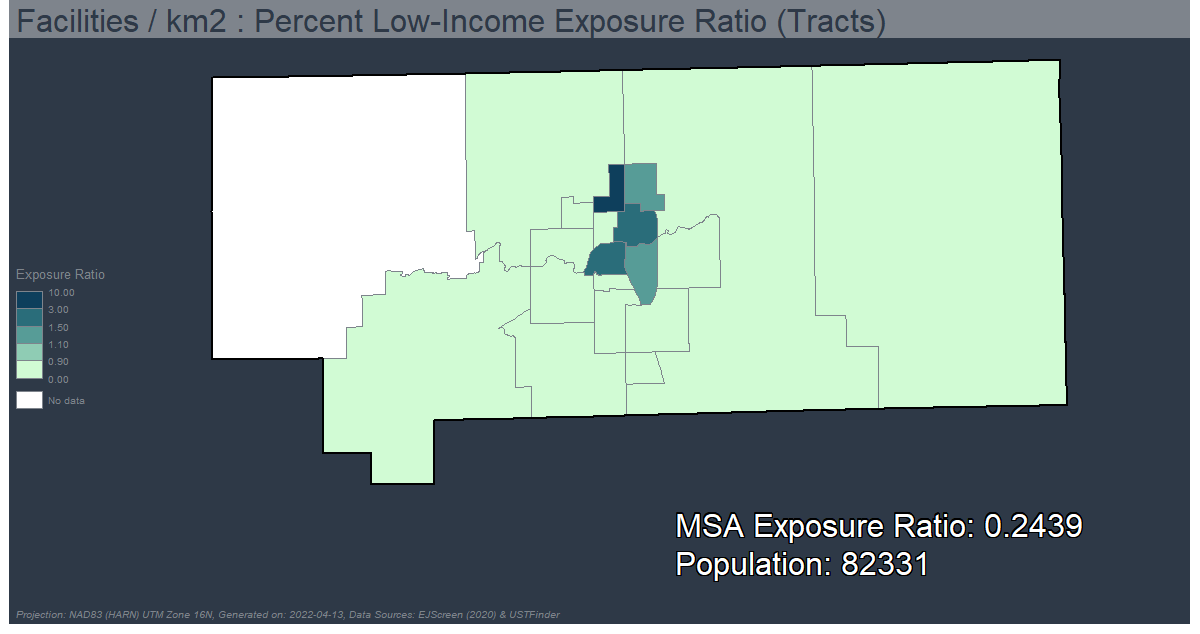 Facilities / km2 : Percent Low-Income Exposure Ratio (Tracts)
Exposure Ratio
10.00
3.00
1.50
1.10
0.90
0.00
No data
MSA Exposure Ratio: 0.2439
Population: 82331
Projection: NAD83 (HARN) UTM Zone 16N, Generated on: 2022-04-13, Data Sources: EJScreen (2020) & USTFinder